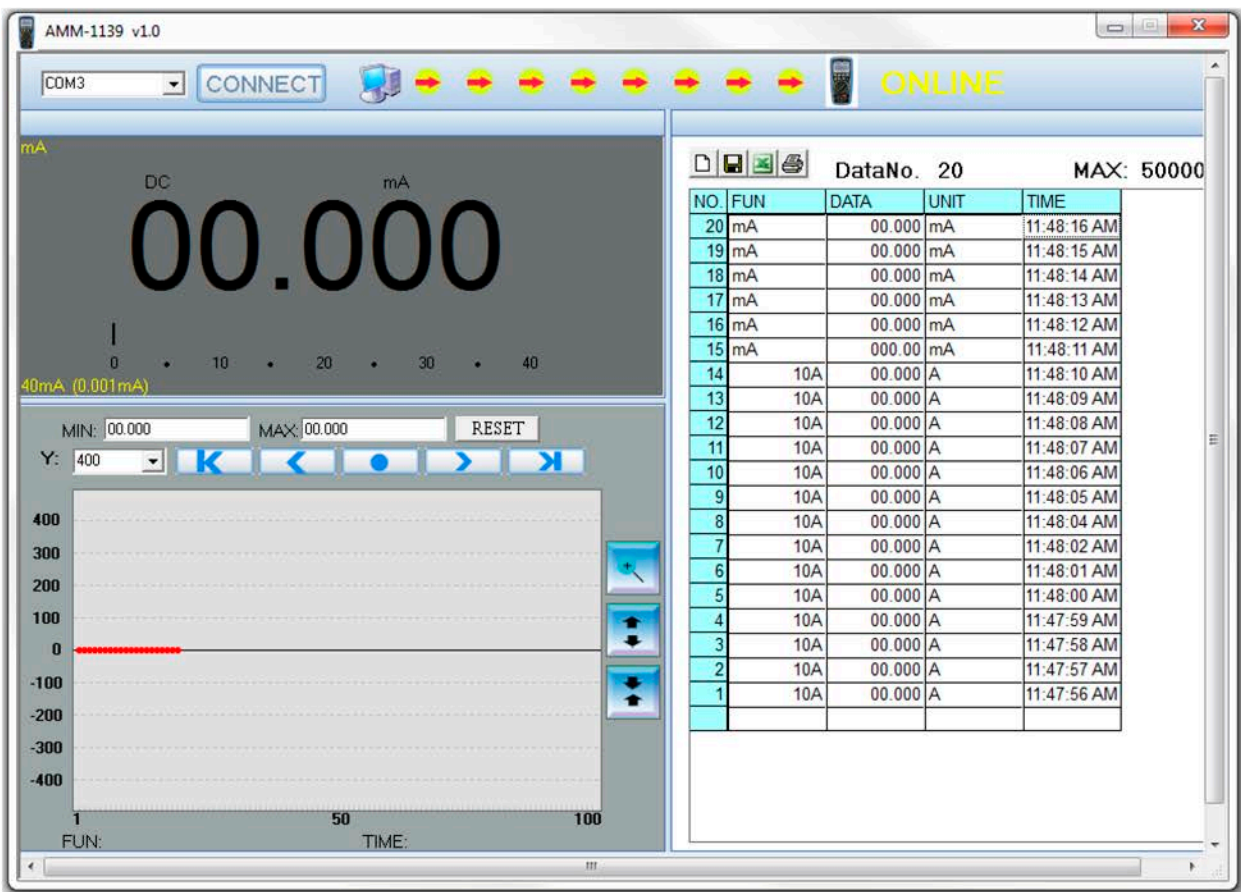 AMM-1139 v1.0
COM3 CONNECT ONLINE
mA
DC mA
00.000
0 10 20 30 40
40mA (0.001mA)
MIN: 00.000 MAX: 00.000 RESET
Y: 400
400
300
200
100
0
-100
-200
-300
-400
1 50 100
FUN: TIME:
DataNo. 20 MAX: 50000
NO. FUN DATA UNIT TIME
20 mA 00.000 mA 11:48:16 AM
19 mA 00.000 mA 11:48:15 AM
18 mA 00.000 mA 11:48:14 AM
17 mA 00.000 mA 11:48:13 AM
16 mA 00.000 mA 11:48:12 AM
15 mA 000.00 mA 11:48:11 AM
14 10A 00.000 A 11:48:10 AM
13 10A 00.000 A 11:48:09 AM
12 10A 00.000 A 11:48:08 AM
11 10A 00.000 A 11:48:07 AM
10 10A 00.000 A 11:48:06 AM
9 10A 00.000 A 11:48:05 AM
8 10A 00.000 A 11:48:04 AM
7 10A 00.000 A 11:48:02 AM
6 10A 00.000 A 11:48:01 AM
5 10A 00.000 A 11:48:00 AM
4 10A 00.000 A 11:47:59 AM
3 10A 00.000 A 11:47:58 AM
2 10A 00.000 A 11:47:57 AM
1 10A 00.000 A 11:47:56 AM